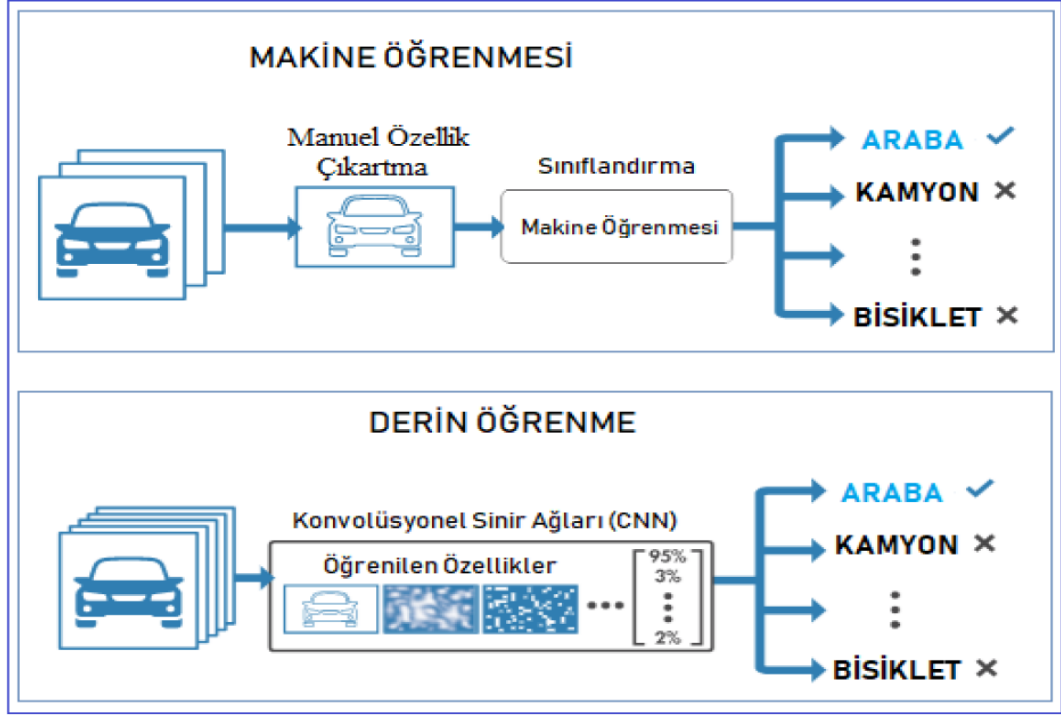 MAKİNE ÖĞRENMESİ
Manuel Özellik
Çıkartma
Sınıflandırma
Makine Öğrenmesi
ARABA
KAMYON
BİSİKLET
DERİN ÖĞRENME
Konvolüsyonel Sinir Ağları (CNN)
Öğrenilen Özellikler
95%
3%
2%
ARABA
KAMYON
BİSİKLET